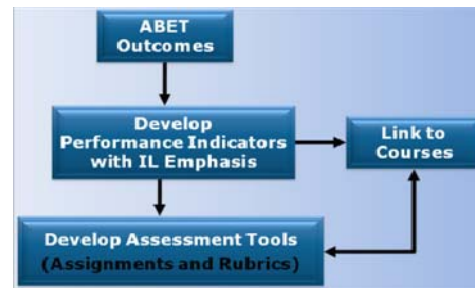 ABET
Outcomes
Develop
Performance Indicators
with IL Emphasis
Link to
Courses
Develop Assessment Tools
(Assignments and Rubrics)